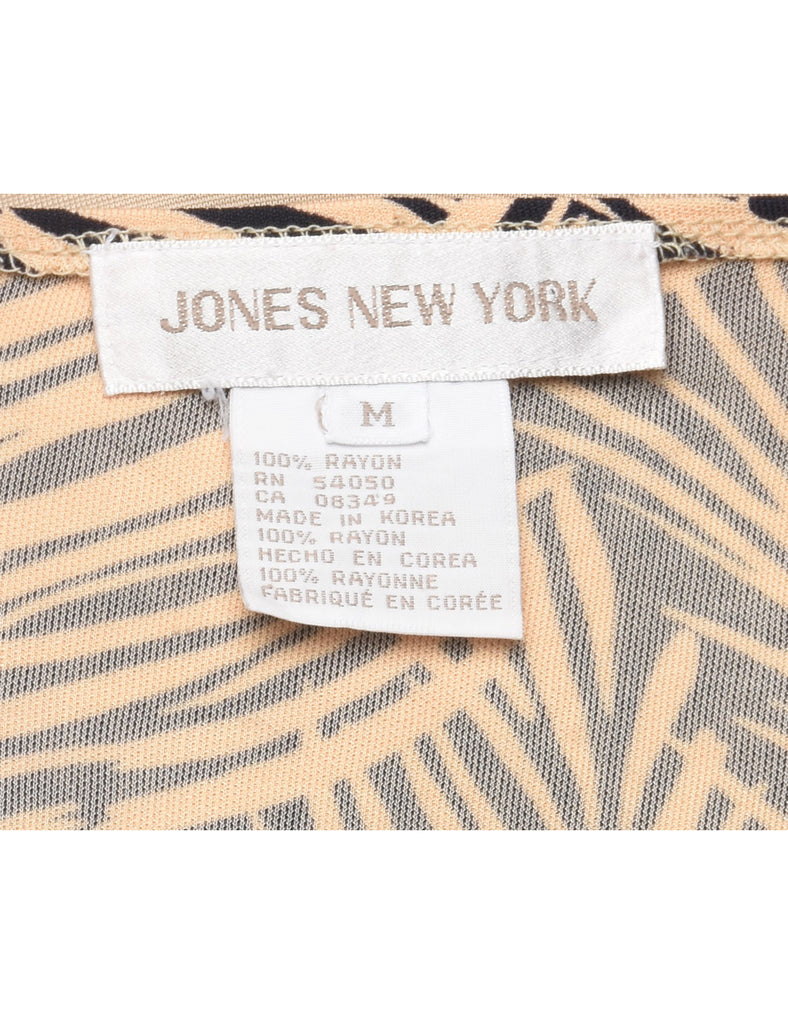 JONES NEW YORK
M
100% RAYON
RN 54050
CA 08349
MADE IN KOREA
100% RAYON
HECHO EN COREA
100% RAYONNE
FABRIQUÉ EN CORÉE